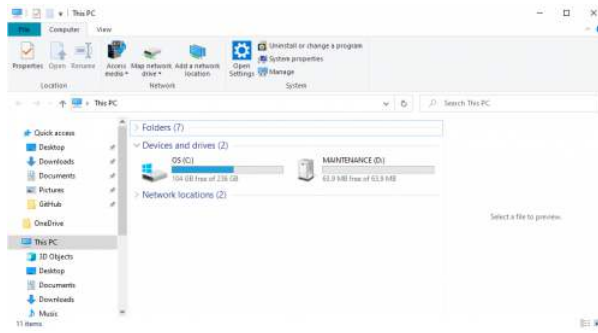 This PC
File Computer View
Properties Open Rename Access media Map network drive Add a network location Open Settings Uninstall or change a program
System properties
Manage
Location Network System
This PC Search This PC
Quick access
Desktop
Downloads
Documents
Pictures
GitHub
OneDrive
This PC
3D Objects
Desktop
Documents
Downloads
Music
Folders (7)
Devices and drives (2)
OS (C:) MAINTENANCE (D:)
104 GB free of 236 GB 63.9 MB free of 63.9 MB
Network locations (2)
Select a file to preview.
11 items